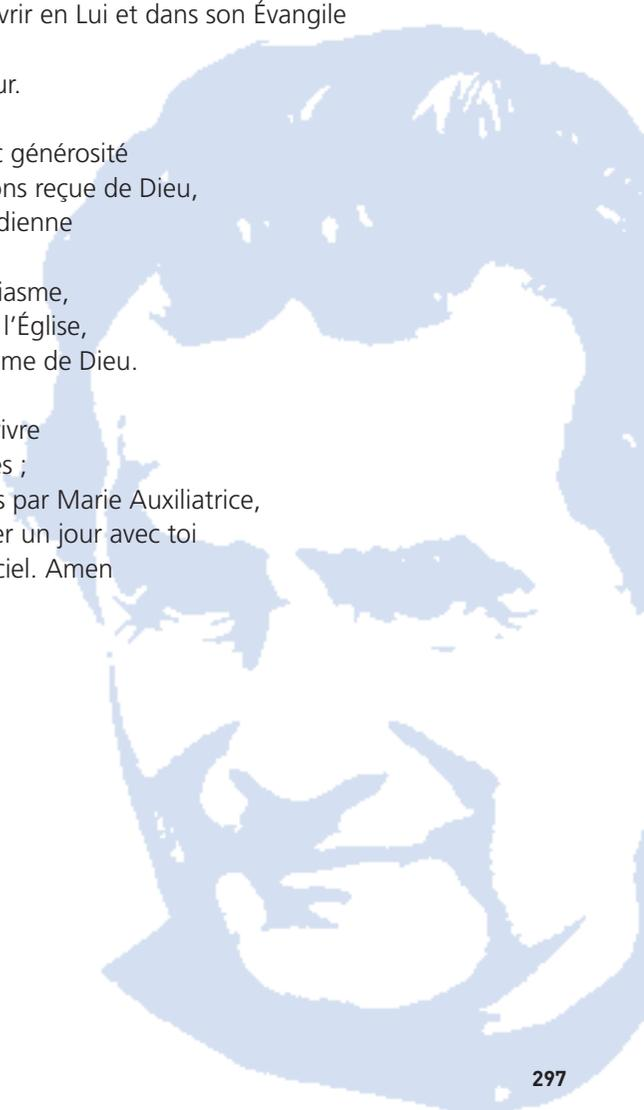 vrir en Lui et dans son Évangile
ur.
c générosité
ons reçue de Dieu,
dienne
iasme,
l'Église,
me de Dieu.
ivre
es ;
s par Marie Auxiliatrice,
er un jour avec toi
ciel. Amen
297